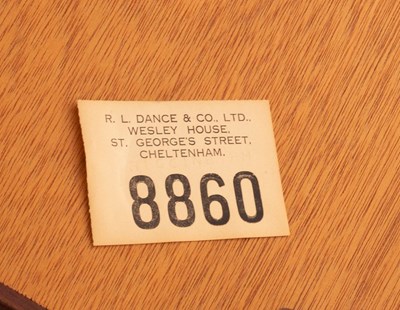 R. L. DANCE & CO., LTD.,
WESLEY HOUSE,
ST. GEORGE'S STREET,
CHELTENHAM.
8860